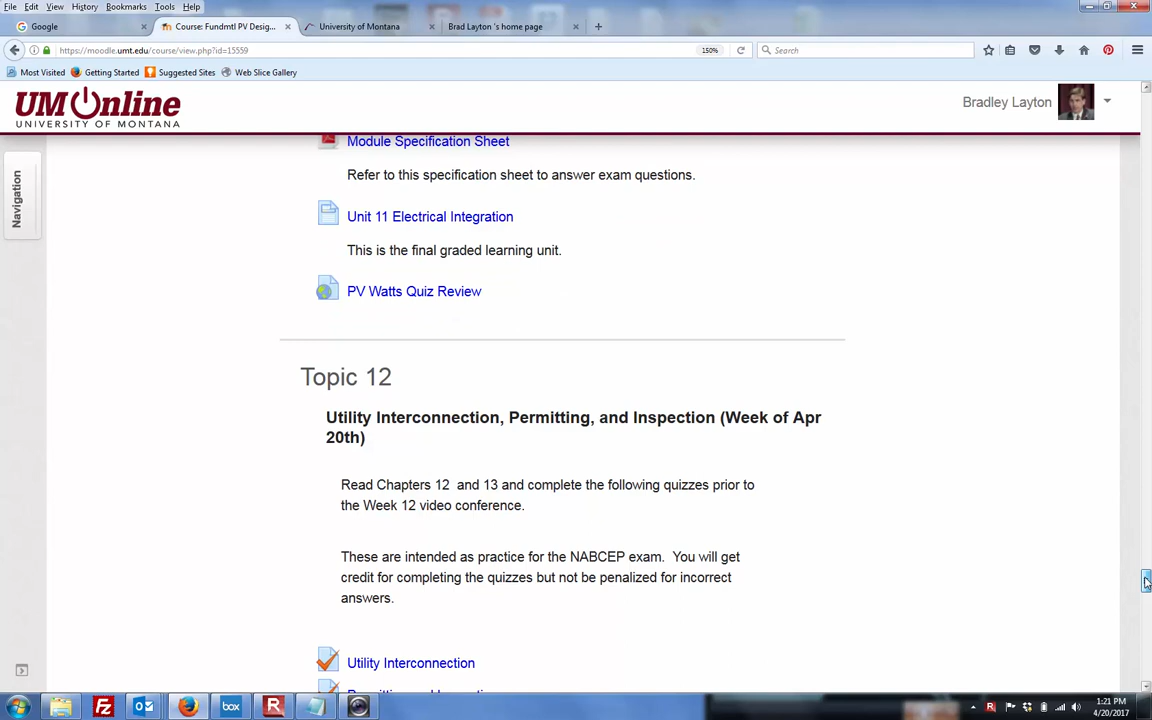 File Edit View History Bookmarks Tools Help
Google
Course: Fundmtl PV Desig...
University of Montana
Brad Layton 's home page
https://moodle.umt.edu/course/view.php?id=15559
150%
Search
Most Visited
Getting Started
Suggested Sites
Web Slice Gallery
UMOnline
UNIVERSITY OF MONTANA
Bradley Layton
Navigation
Module Specification Sheet
Refer to this specification sheet to answer exam questions.
Unit 11 Electrical Integration
This is the final graded learning unit.
PV Watts Quiz Review
Topic 12
Utility Interconnection, Permitting, and Inspection (Week of Apr
20th)
Read Chapters 12 and 13 and complete the following quizzes prior to
the Week 12 video conference.
These are intended as practice for the NABCEP exam. You will get
credit for completing the quizzes but not be penalized for incorrect
answers.
Utility Interconnection
box
1:21 PM
4/20/2017